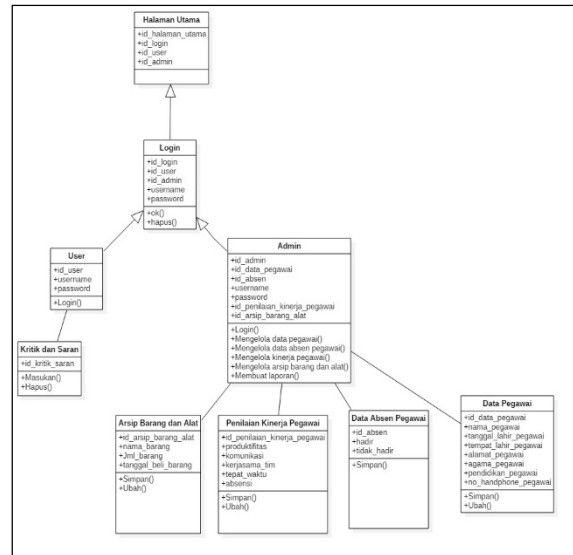 Halaman Utama
+id_halaman_utama
+id_login
+id_user
+id_admin
Login
+id_login
+id_user
+id_admin
+username
+password
+ok()
+hapus()
User
+id_user
+username
+password
+Login()
Kritik dan Saran
+id_kritik_saran
+Masukan()
+Hapus()
Admin
+id_admin
+id_data_pegawai
+id_absen
+username
+password
+id_penilaian_kinerja_pegawai
+id_arsip_barang_alat
+Login()
+Mengelola data pegawai()
+Mengelola data absen pegawai()
+Mengelola kinerja pegawai()
+Mengelola arsip barang dan alat()
+Membuat laporan()
Arsip Barang dan Alat
+id_arsip_barang_alat
+nama_barang
+Jml_barang
+tanggal_beli_barang
+Simpan()
+Ubah()
Penilaian Kinerja Pegawai
+id_penilaian_kinerja_pegawai
+produktifitas
+komunikasi
+kerjasama_tim
+tepat_waktu
+absensi
+Simpan()
+Ubah()
Data Absen Pegawai
+id_absen
+hadir
+tidak_hadir
+Simpan()
Data Pegawai
+id_data_pegawai
+nama_pegawai
+tanggal_lahir_pegawai
+tempat_lahir_pegawai
+alamat_pegawai
+agama_pegawai
+pendidikan_pegawai
+no_handphone_pegawai
+Simpan()
+Ubah()